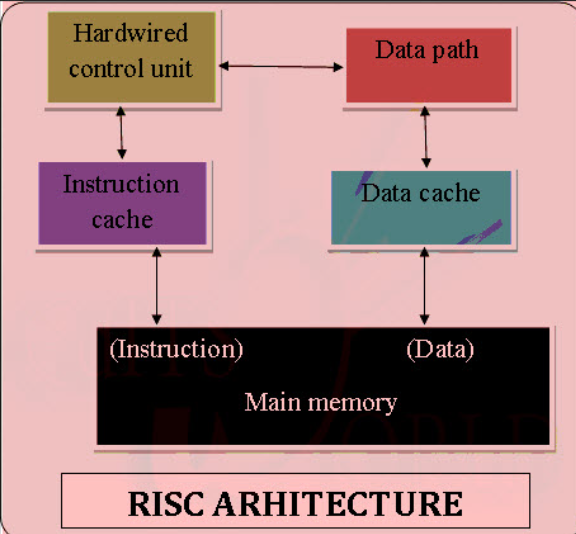 Hardwired
control unit
Data path
Instruction
cache
Data cache
(Instruction)
(Data)
Main memory
RISC ARHITECTURE